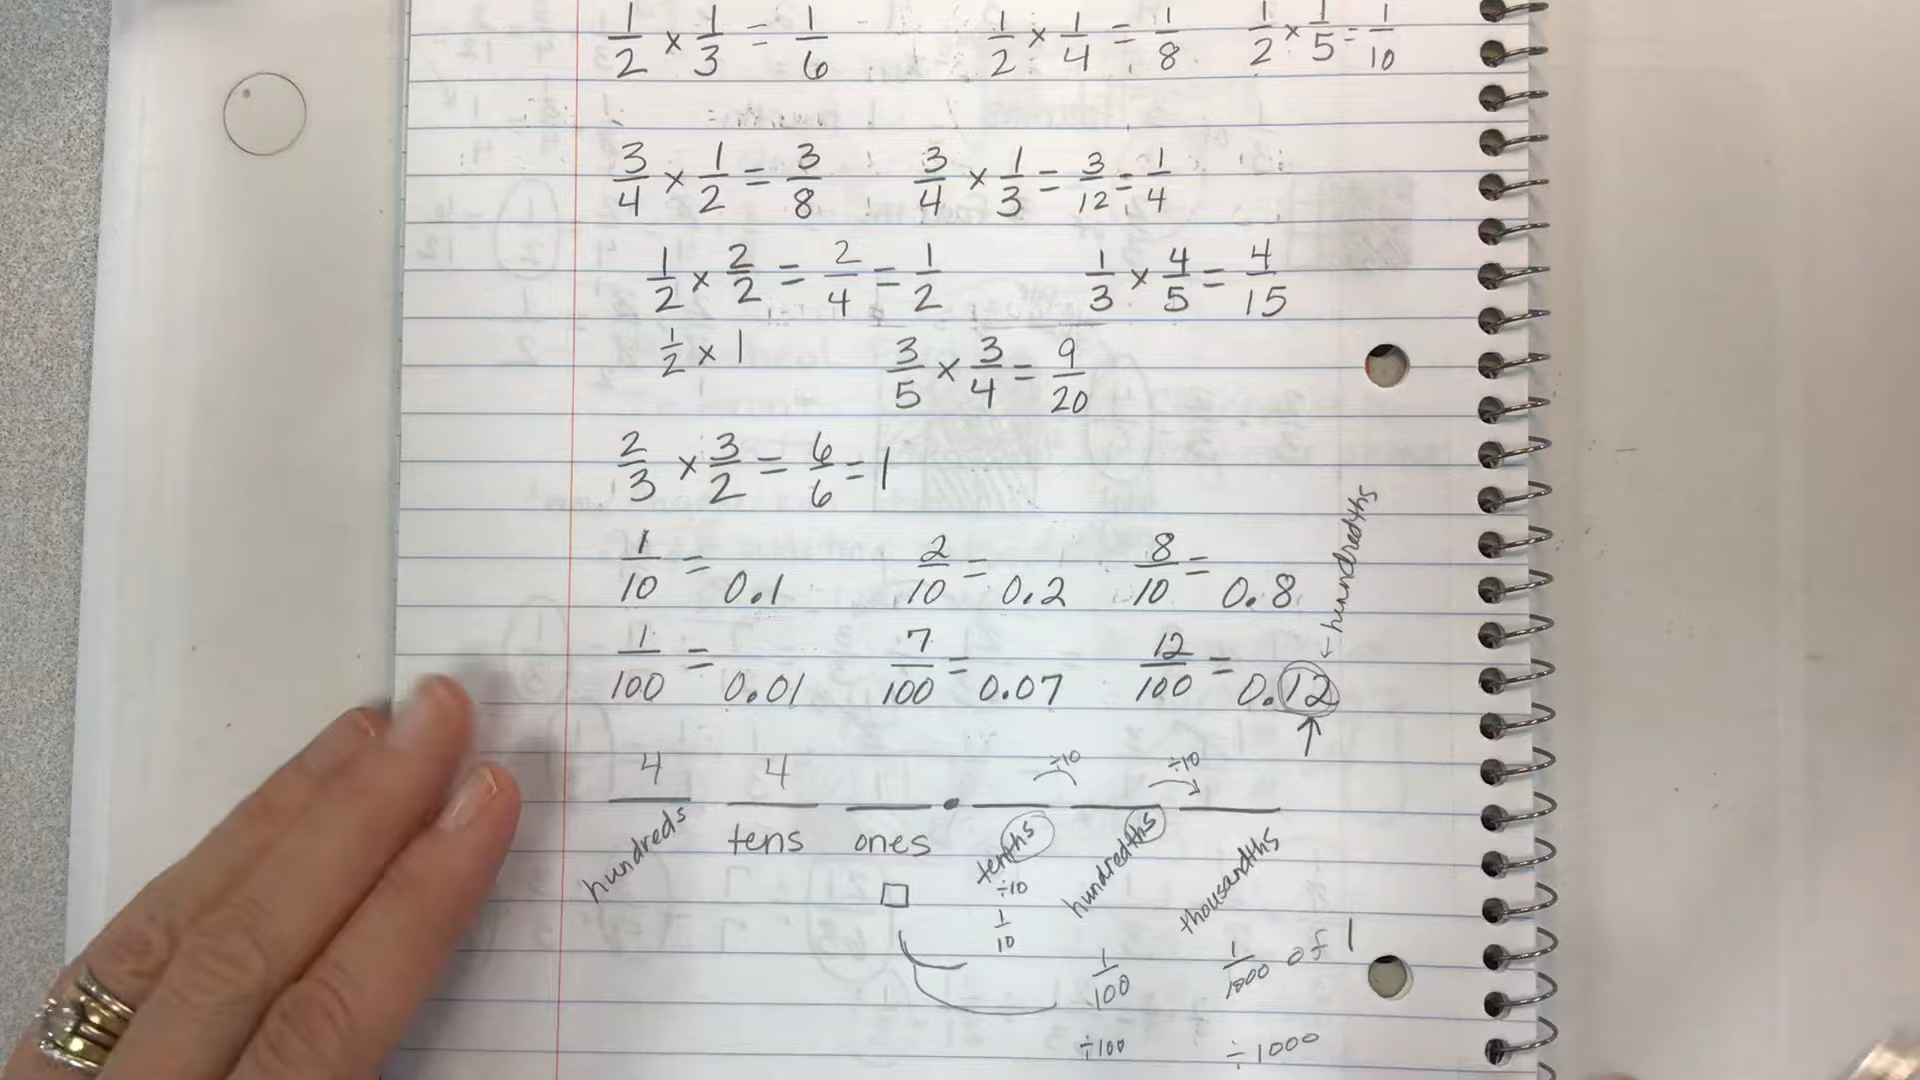 1/2 × 1/3 = 1/6 1/2 × 1/4 = 1/8 1/2 × 1/5 = 1/10
3/4 × 1/2 = 3/8 3/4 × 1/3 = 3/12 = 1/4
1/2 × 2/2 = 2/4 = 1/2 1/3 × 4/5 = 4/15
1/2 × 1 3/5 × 3/4 = 9/20
2/3 × 3/2 = 6/6 = 1
1/10 = 0.1 2/10 = 0.2 8/10 = 0.8
1/100 = 0.01 7/100 = 0.07 12/100 = 0.12 ← hundredths
↑
4 4 . ÷10 ÷10
hundreds tens ones tenths hundredths thousandths
÷10
1/10 1/100 1/1000 of 1
÷100 ÷1000